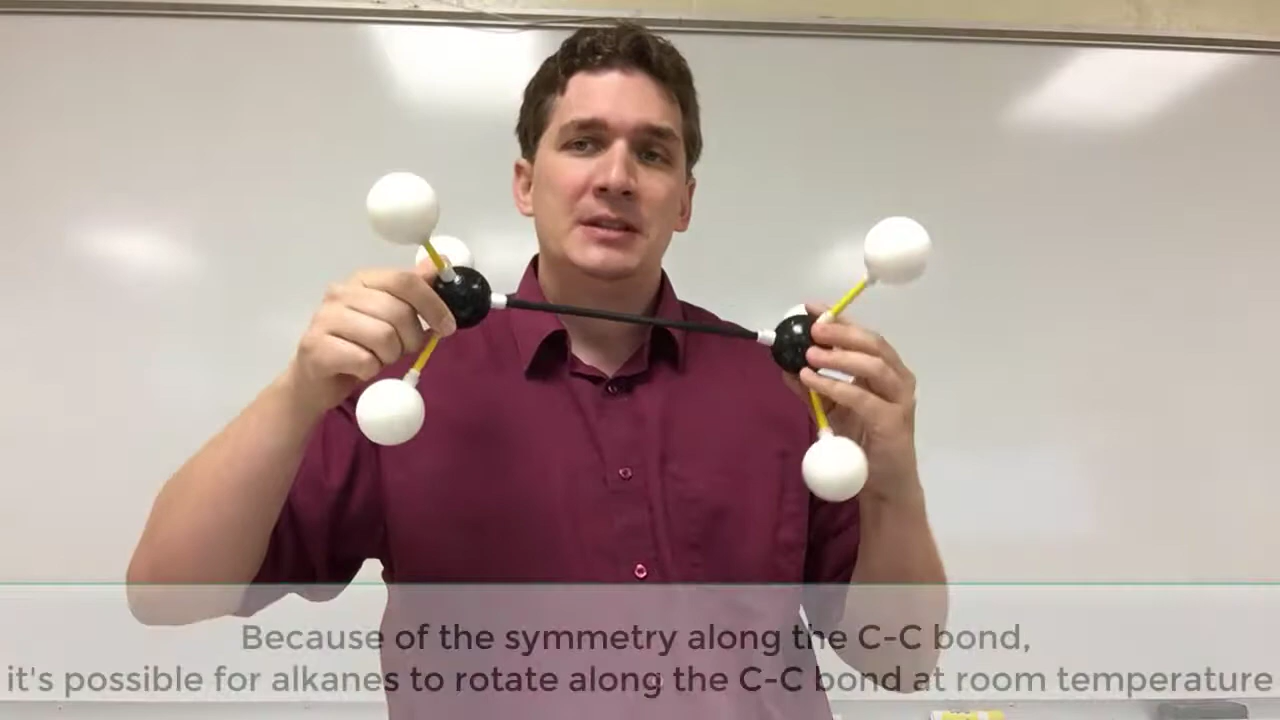 Because of the symmetry along the C-C bond,
it's possible for alkanes to rotate along the C-C bond at room temperature